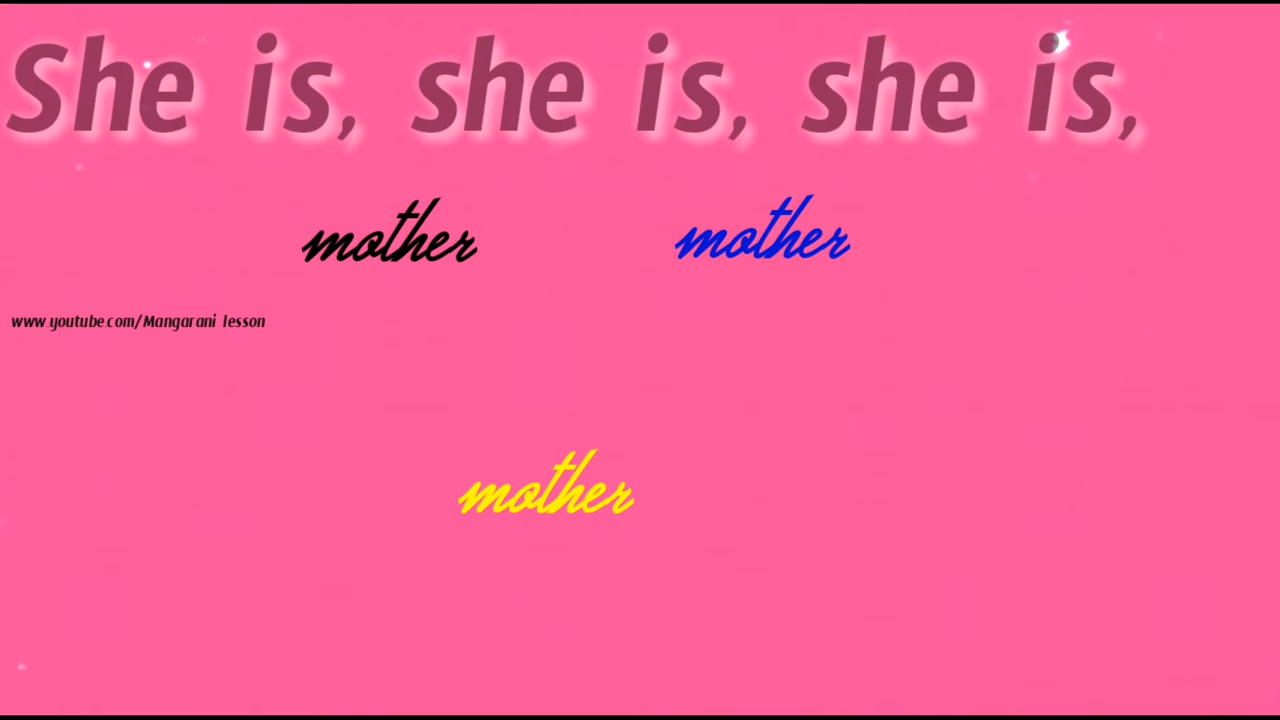 She is, she is, she is,
mother mother
www.youtube.com/Mangarani lesson
mother